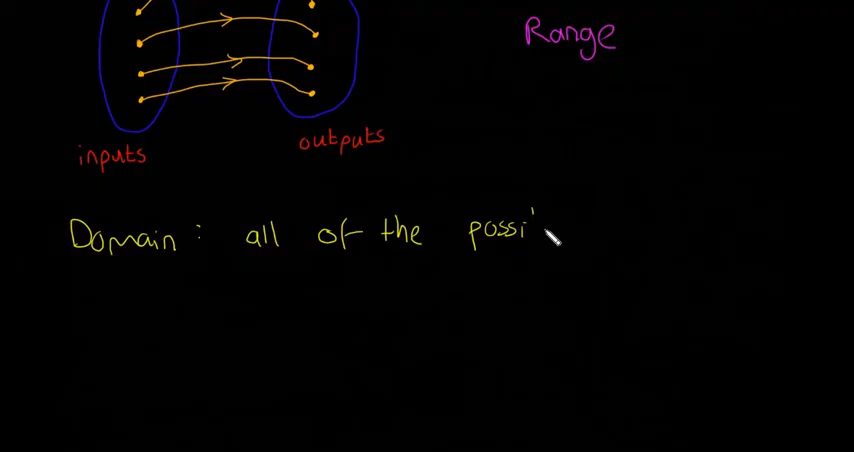 Range
inputs
outputs
Domain: all of the possi